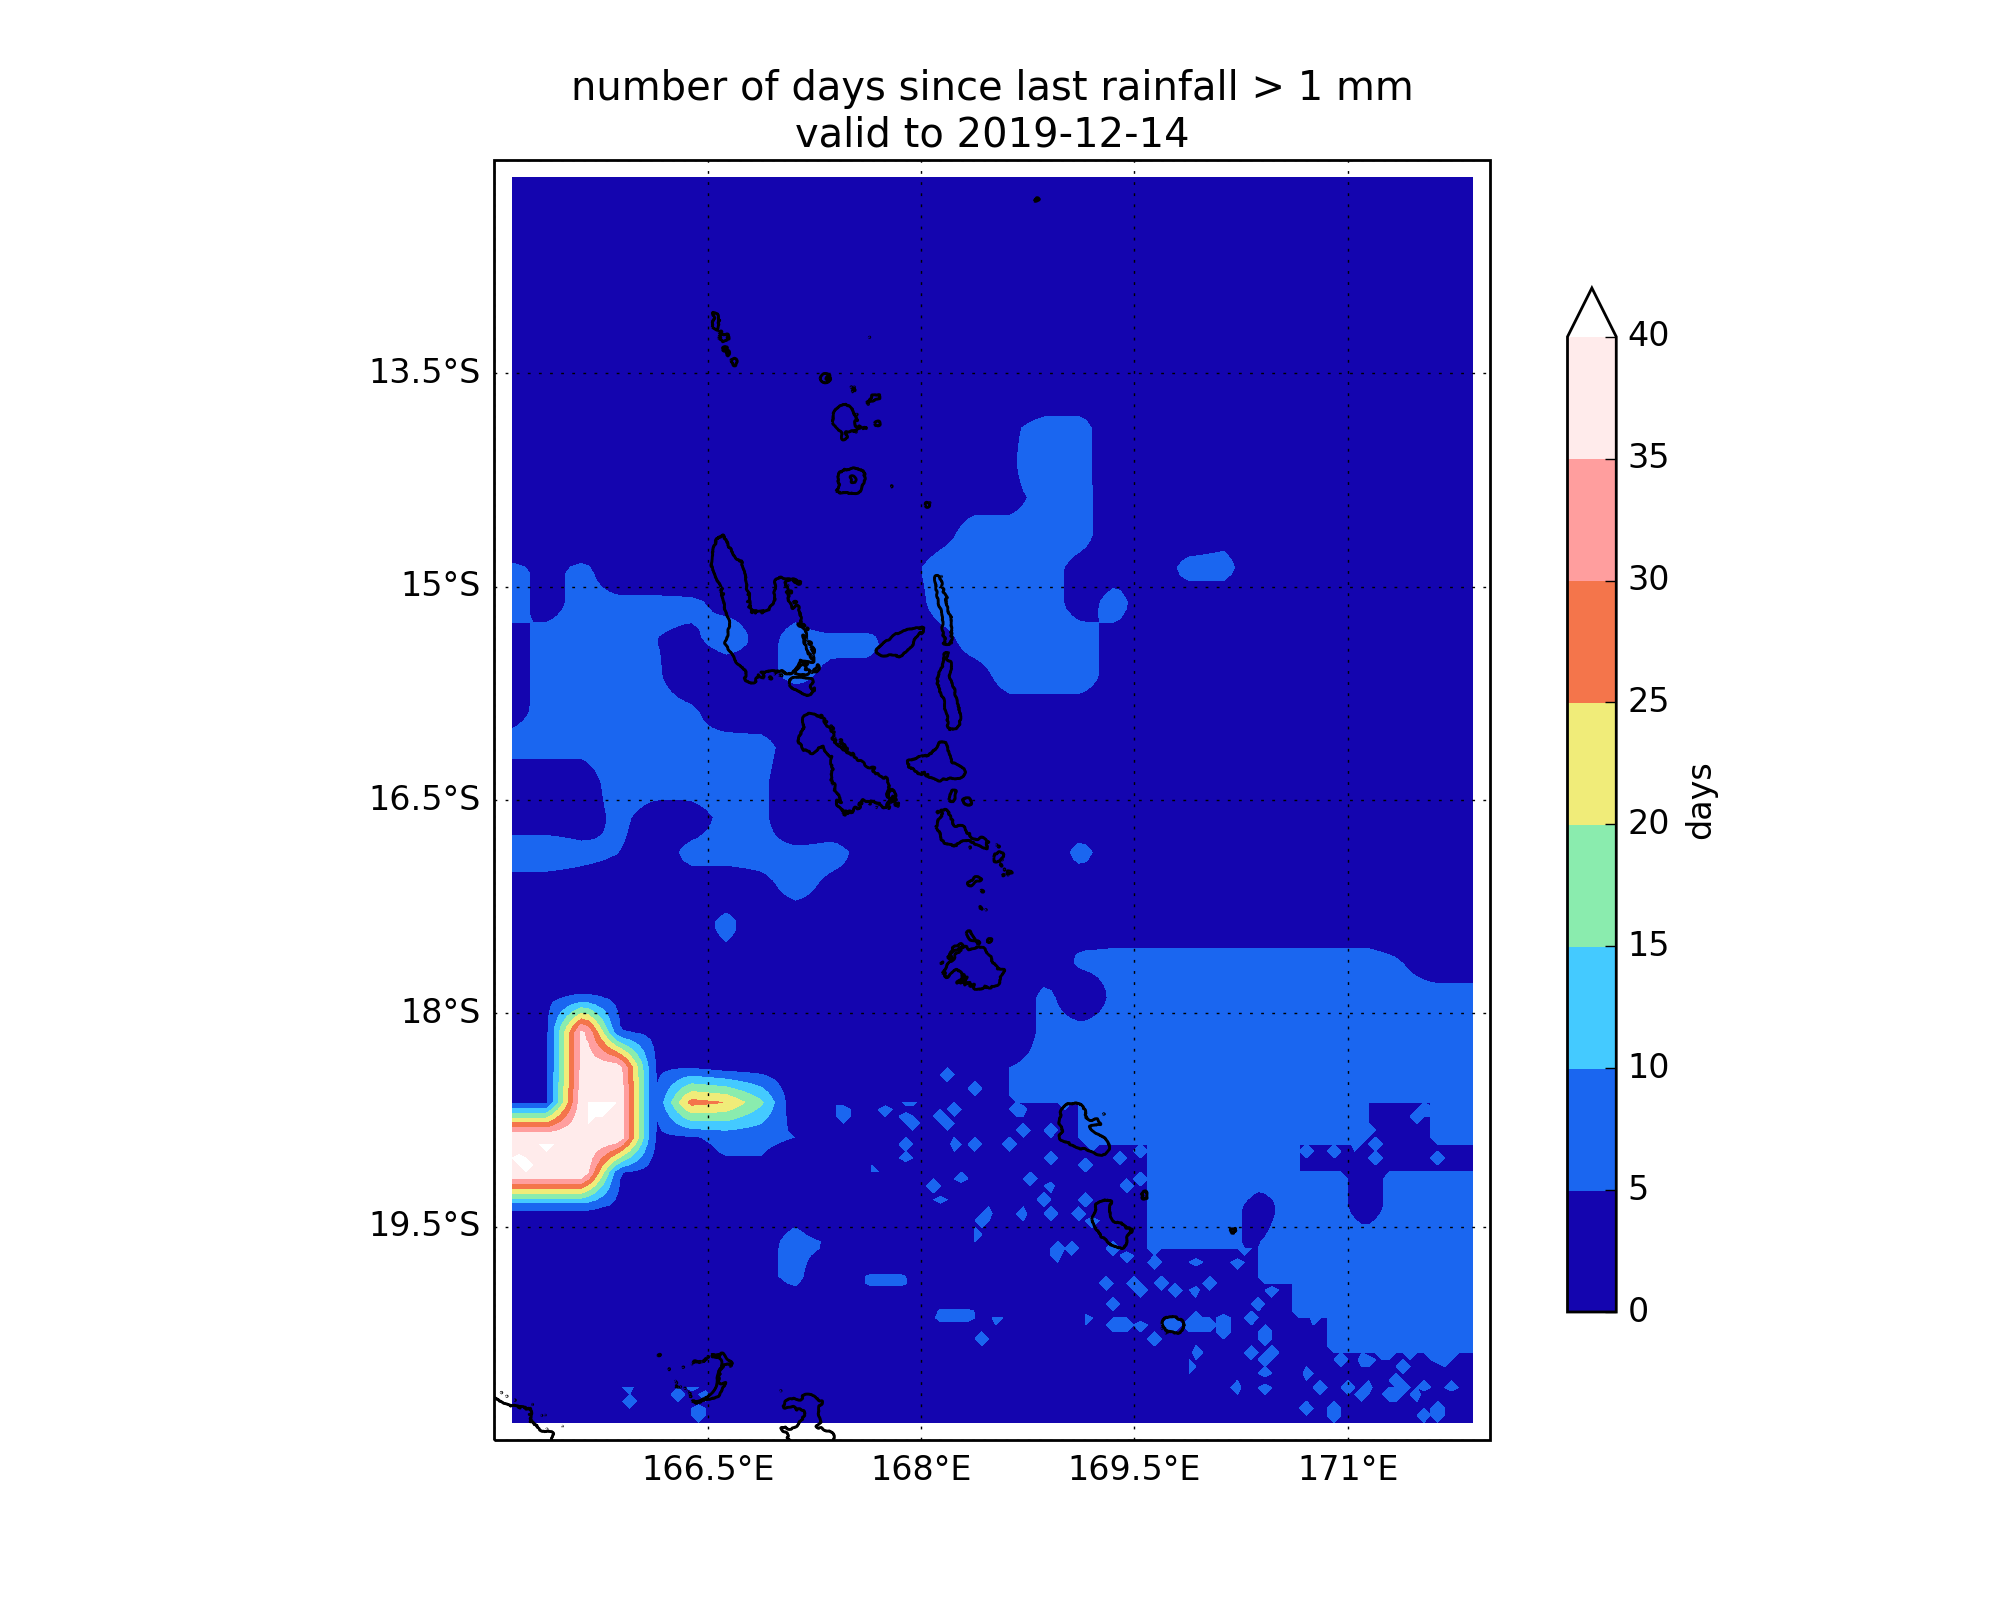 number of days since last rainfall > 1 mm
valid to 2019-12-14
13.5°S
15°S
16.5°S
18°S
19.5°S
166.5°E 168°E 169.5°E 171°E
40
35
30
25
20
15
10
5
0
days